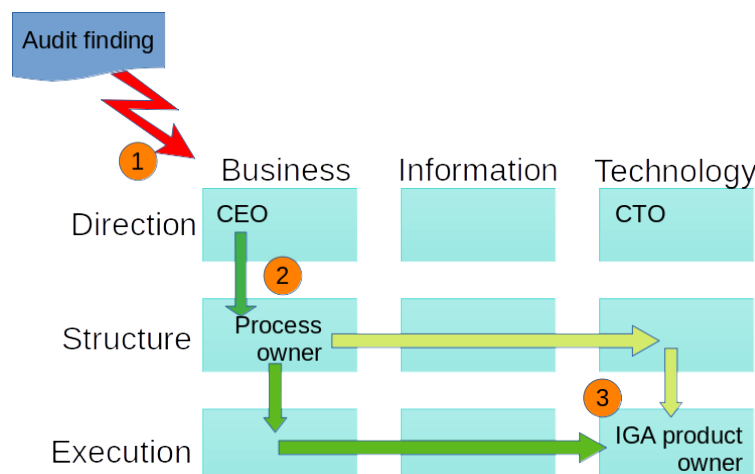 Audit finding
1
Business Information Technology
Direction
CEO
CTO
2
Structure
Process
owner
3
Execution
IGA product
owner